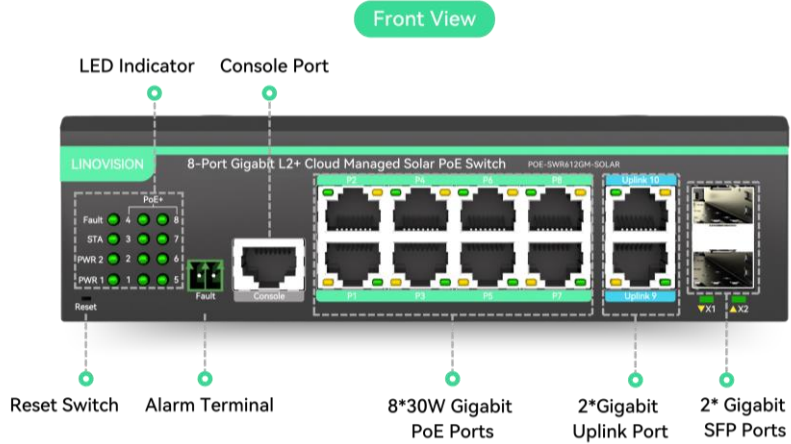 Front View
LED Indicator
Console Port
LINOVISION
8-Port Gigabit L2+ Cloud Managed Solar PoE Switch
POE-SWR612GM-SOLAR
PoE+
P2 P4 P6 P8
Uplink 10
Fault 4 8
STA 3 7
PWR 2 2 6
PWR 1 1 5
Reset
Fault
Console
P1 P3 P5 P7
Uplink 9
X1 X2
Reset Switch
Alarm Terminal
8*30W Gigabit
PoE Ports
2*Gigabit
Uplink Port
2* Gigabit
SFP Ports